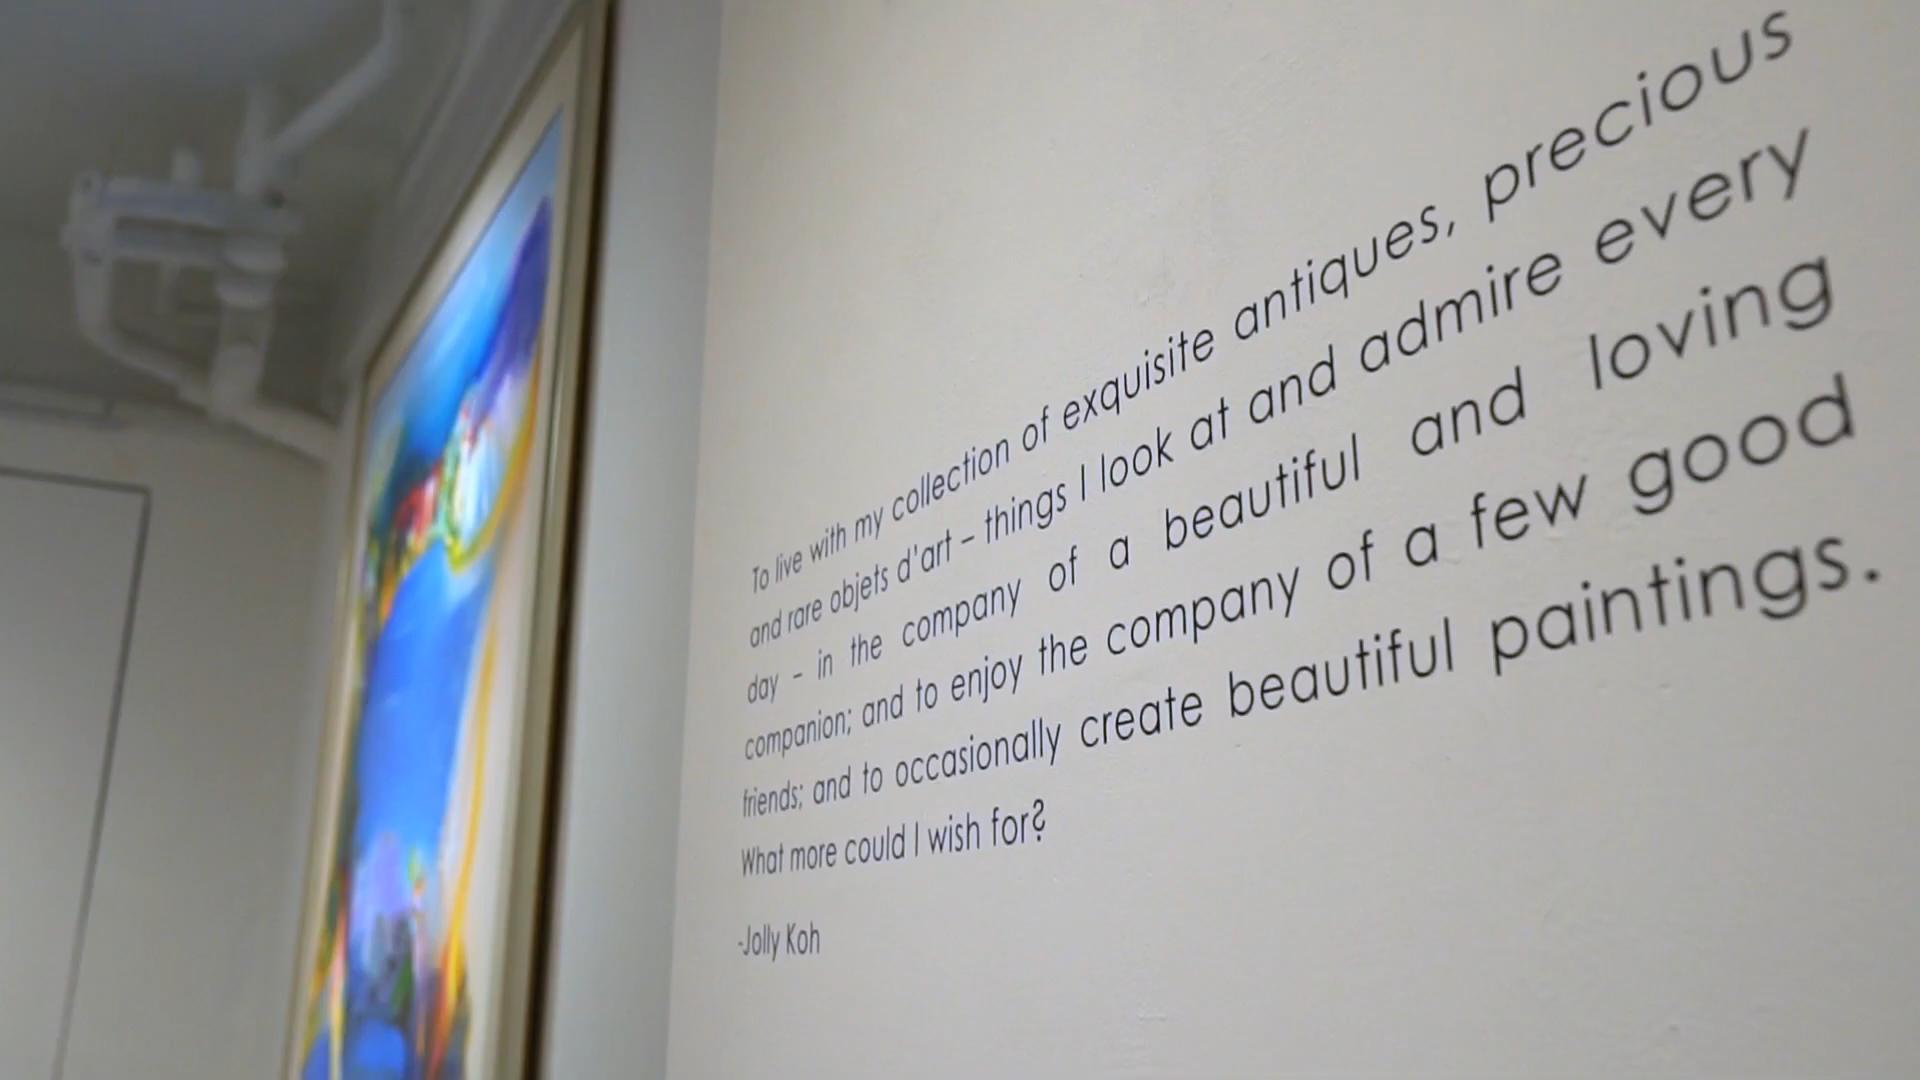 To live with my collection of exquisite antiques, precious
and rare objets d'art – things I look at and admire every
day – in the company of a beautiful and loving
companion; and to enjoy the company of a few good
friends; and to occasionally create beautiful paintings.
What more could I wish for?
-Jolly Koh